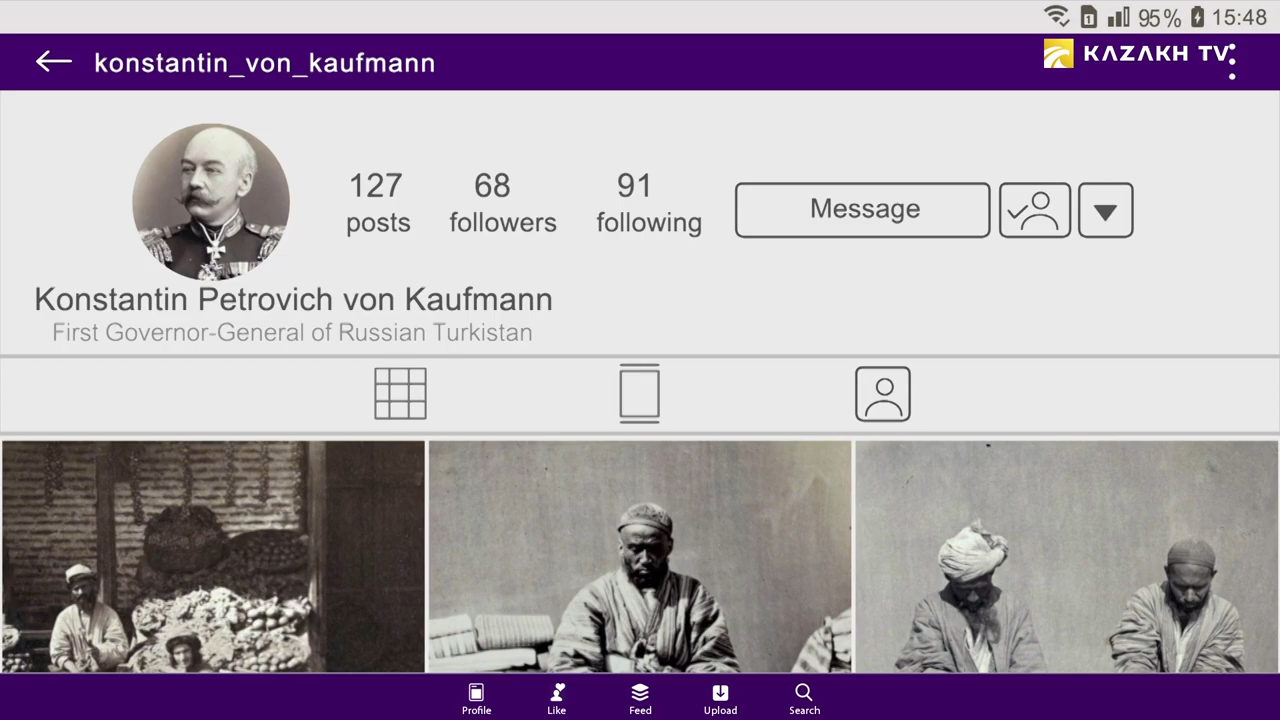 1 95% 15:48
konstantin_von_kaufmann
KAZAKH TV
127 68 91
posts followers following
Message
Konstantin Petrovich von Kaufmann
First Governor-General of Russian Turkistan
Profile Like Feed Upload Search